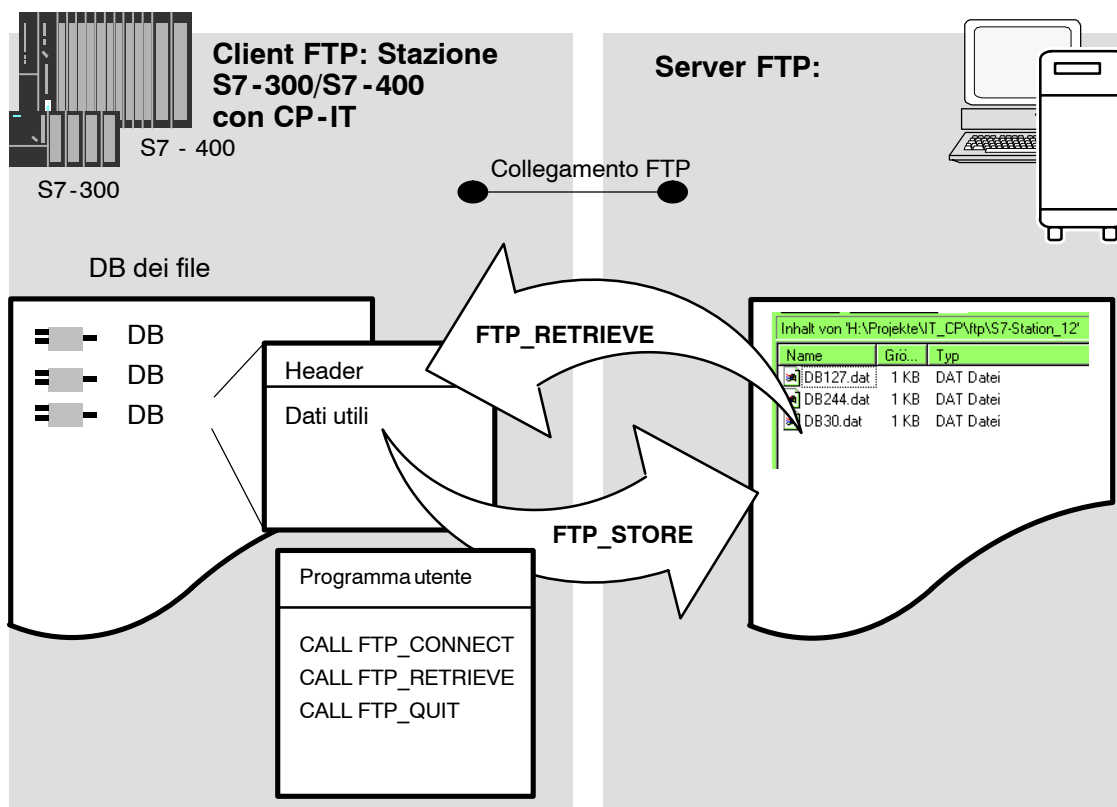 Client FTP: Stazione
S7-300/S7-400
con CP-IT
S7 - 400
S7-300
Server FTP:
Collegamento FTP
DB dei file
DB
DB
DB
Header
Dati utili
FTP_RETRIEVE
FTP_STORE
Inhalt von 'H:\Projekte\IT_CP\ftp\S7-Station_12'
Name Grö... Typ
DB127.dat 1 KB DAT Datei
DB244.dat 1 KB DAT Datei
DB30.dat 1 KB DAT Datei
Programma utente
CALL FTP_CONNECT
CALL FTP_RETRIEVE
CALL FTP_QUIT